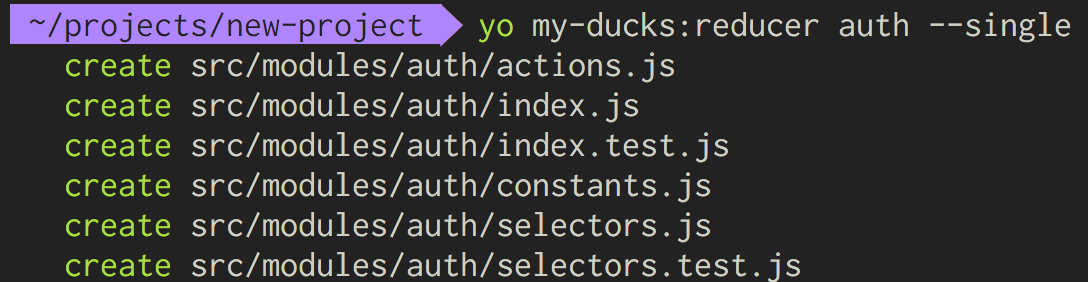 ~/projects/new-project yo my-ducks:reducer auth --single
create src/modules/auth/actions.js
create src/modules/auth/index.js
create src/modules/auth/index.test.js
create src/modules/auth/constants.js
create src/modules/auth/selectors.js
create src/modules/auth/selectors.test.js